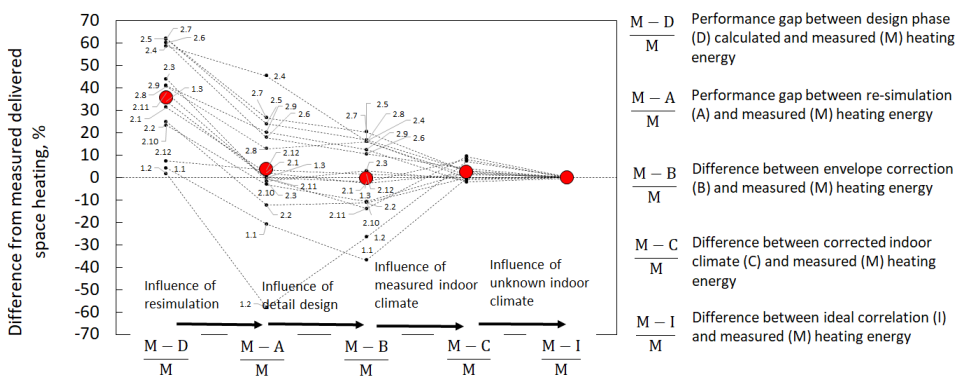 Difference from measured delivered
space heating, %
70
60
50
40
30
20
10
0
-10
-20
-30
-40
-50
-60
-70
2.7
2.5
2.6
2.4
2.3
2.9
1.3
2.8
2.11
2.1
2.2
2.10
2.12
1.1
1.2
2.4
2.7
2.5
2.9
2.6
2.8
2.12
2.1
1.3
2.11
2.10
2.3
2.2
1.1
1.2
2.5
2.7
2.8
2.4
2.9
2.6
2.3
2.1
2.12
1.3
2.2
2.11
2.10
1.2
1.1
Influence of
resimulation
Influence of
detail design
Influence of
measured indoor
climate
Influence of
unknown indoor
climate
M − D
M
M − A
M
M − B
M
M − C
M
M − I
M
M − D
M
Performance gap between design phase
(D) calculated and measured (M) heating
energy
M − A
M
Performance gap between re-simulation
(A) and measured (M) heating energy
M − B
M
Difference between envelope correction
(B) and measured (M) heating energy
M − C
M
Difference between corrected indoor
climate (C) and measured (M) heating
energy
M − I
M
Difference between ideal correlation (I)
and measured (M) heating energy